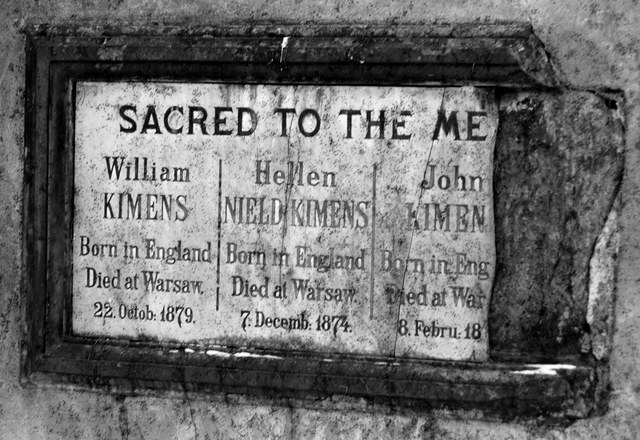 SACRED TO THE ME
William
KIMENS
Born in England
Died at Warsaw.
22. Octob: 1879.
Hellen
NIELD KIMENS
Born in England
Died at Warsaw.
7. Decemb: 1874.
John
KIMEN
Born in Eng
Died at War
8. Febru: 18